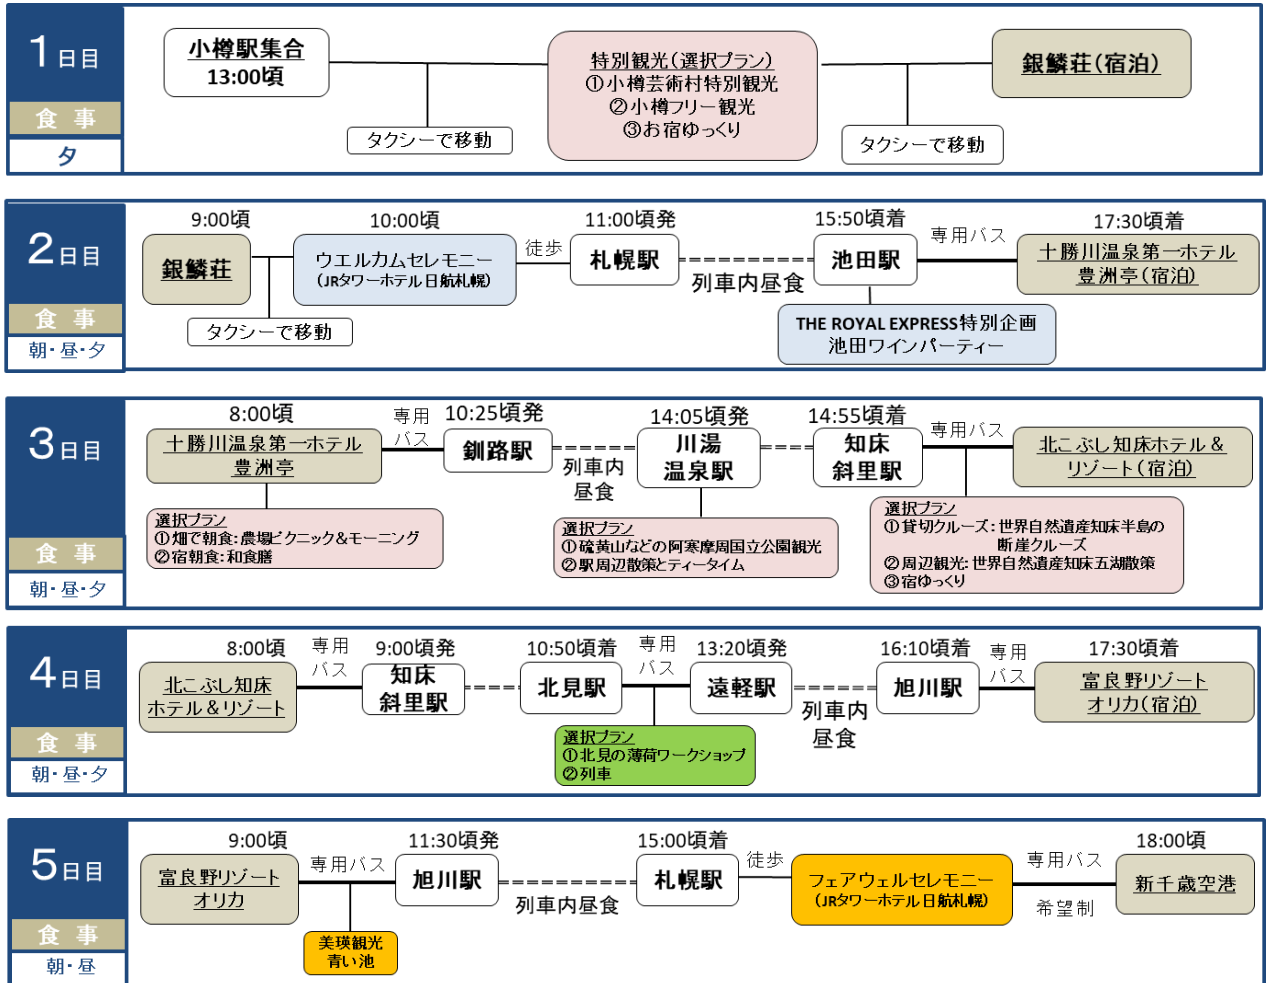 1日目
食事
夕
小樽駅集合
13:00頃
タクシーで移動
特別観光(選択プラン)
①小樽芸術村特別観光
②小樽フリー観光
③お宿ゆっくり
タクシーで移動
銀鱗荘(宿泊)
2日目
食事
朝・昼・夕
9:00頃
銀鱗荘
タクシーで移動
10:00頃
ウエルカムセレモニー
(JRタワーホテル日航札幌)
徒歩
11:00頃発
札幌駅
列車内昼食
15:50頃着
池田駅
THE ROYAL EXPRESS特別企画
池田ワインパーティー
専用バス
17:30頃着
十勝川温泉第一ホテル
豊洲亭(宿泊)
3日目
食事
朝・昼・夕
8:00頃
十勝川温泉第一ホテル
豊洲亭
選択プラン
①畑で朝食:農場ピクニック&モーニング
②宿朝食:和食膳
専用
バス
10:25頃発
釧路駅
列車内
昼食
14:05頃発
川湯
温泉駅
選択プラン
①硫黄山などの阿寒摩周国立公園観光
②駅周辺散策とティータイム
14:55頃着
知床
斜里駅
専用バス
選択プラン
①貸切クルーズ:世界自然遺産知床半島の
断崖クルーズ
②周辺観光:世界自然遺産知床五湖散策
③宿ゆっくり
北こぶし知床ホテル&
リゾート(宿泊)
4日目
食事
朝・昼・夕
8:00頃
北こぶし知床
ホテル&リゾート
専用
バス
9:00頃発
知床
斜里駅
10:50頃着
北見駅
専用
バス
選択プラン
①北見の薄荷ワークショップ
②列車
13:20頃発
遠軽駅
列車内
昼食
16:10頃着
旭川駅
専用
バス
17:30頃着
富良野リゾート
オリカ(宿泊)
5日目
食事
朝・昼
9:00頃
富良野リゾート
オリカ
専用バス
美瑛観光
青い池
11:30頃発
旭川駅
列車内昼食
15:00頃着
札幌駅
徒歩
フェアウェルセレモニー
(JRタワーホテル日航札幌)
専用バス
希望制
18:00頃
新千歳空港